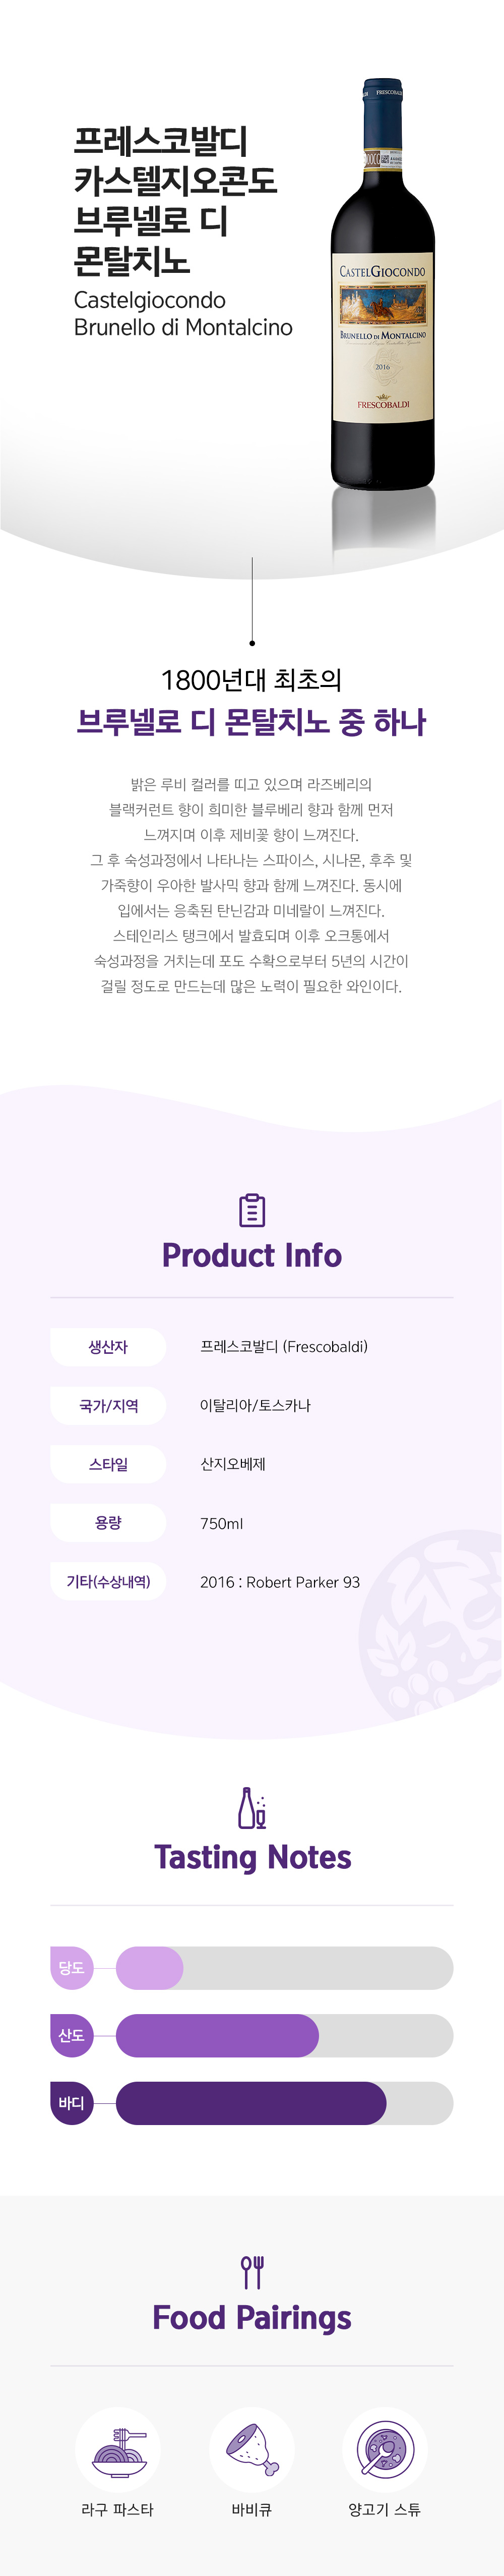 프레스코발디
카스텔지오콘도
브루넬로 디
몬탈치노
Castelgiocondo
Brunello di Montalcino
FRESCOBALDI
CASTELGIOCONDO
BRUNELLO DI MONTALCINO
2016
FRESCOBALDI
1800년대 최초의
브루넬로 디 몬탈치노 중 하나
밝은 루비 컬러를 띠고 있으며 라즈베리의
블랙커런트 향이 희미한 블루베리 향과 함께 먼저
느껴지며 이후 제비꽃 향이 느껴진다.
그 후 숙성과정에서 나타나는 스파이스, 시나몬, 후추 및
가죽향이 우아한 발사믹 향과 함께 느껴진다. 동시에
입에서는 응축된 탄닌감과 미네랄이 느껴진다.
스테인리스 탱크에서 발효되며 이후 오크통에서
숙성과정을 거치는데 포도 수확으로부터 5년의 시간이
걸릴 정도로 만드는데 많은 노력이 필요한 와인이다.
Product Info
생산자 프레스코발디 (Frescobaldi)
국가/지역 이탈리아/토스카나
스타일 산지오베제
용량 750ml
기타(수상내역) 2016 : Robert Parker 93
Tasting Notes
당도
산도
바디
Food Pairings
라구 파스타 바비큐 양고기 스튜